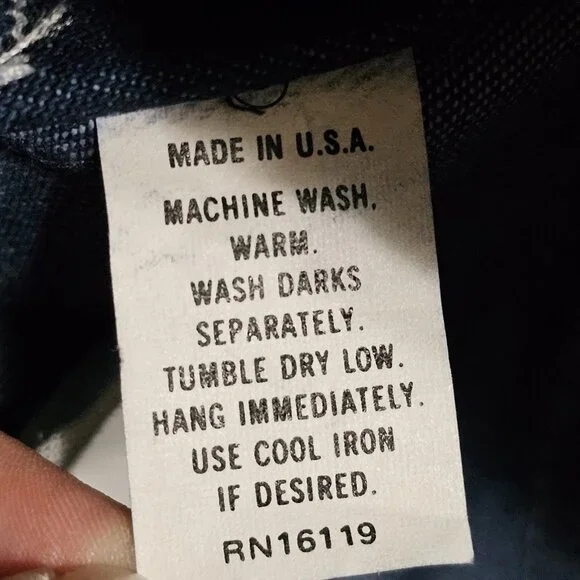 MADE IN U.S.A.
MACHINE WASH,
WARM.
WASH DARKS
SEPARATELY.
TUMBLE DRY LOW.
HANG IMMEDIATELY.
USE COOL IRON
IF DESIRED.
RN16119